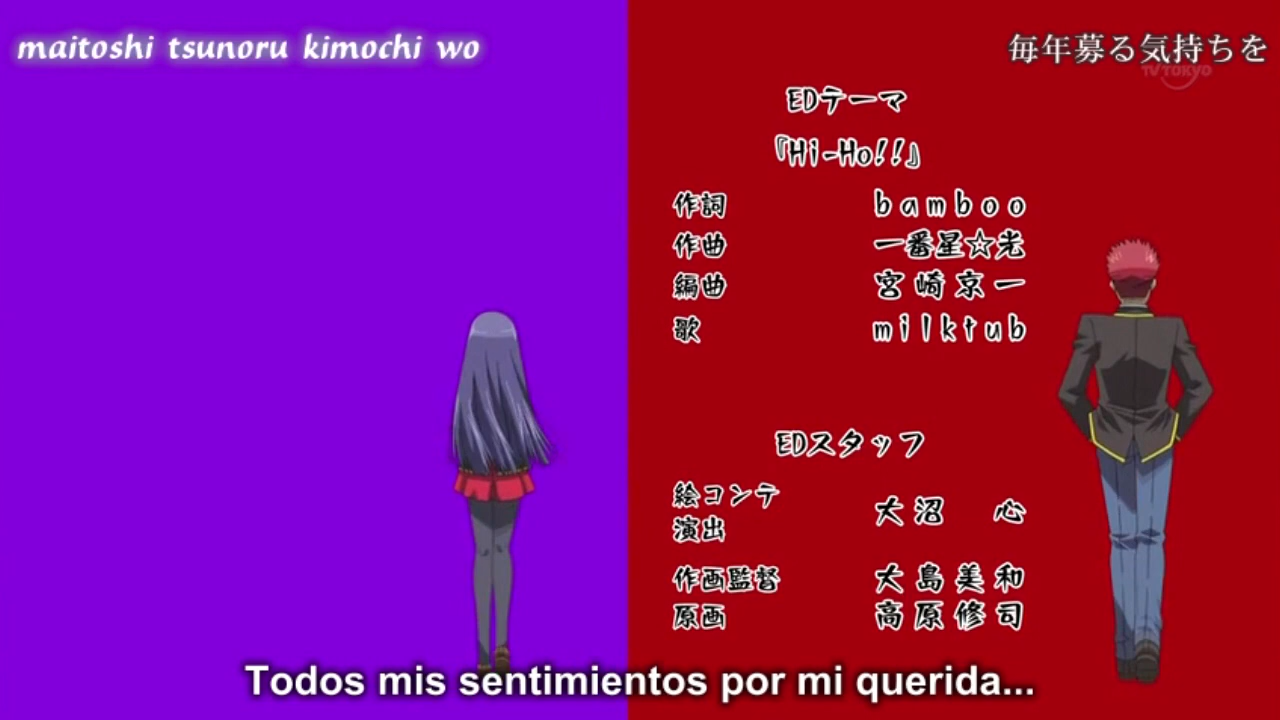 maitoshi tsunoru kimochi wo
毎年募る気持ちを
TV TOKYO
EDテーマ
『Hi-Ho!!』
作詞 bamboo
作曲 一番星☆光
編曲 宮崎京一
歌 milktub
EDスタッフ
絵コンテ
演出 大沼 心
作画監督 大島美和
原画 高原修司
Todos mis sentimientos por mi querida...